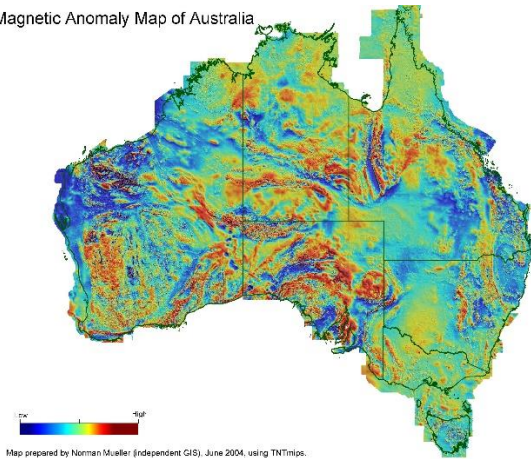 Magnetic Anomaly Map of Australia
High
Map prepared by Norman Mueller (independent GIS), June 2004, using TNTmips.